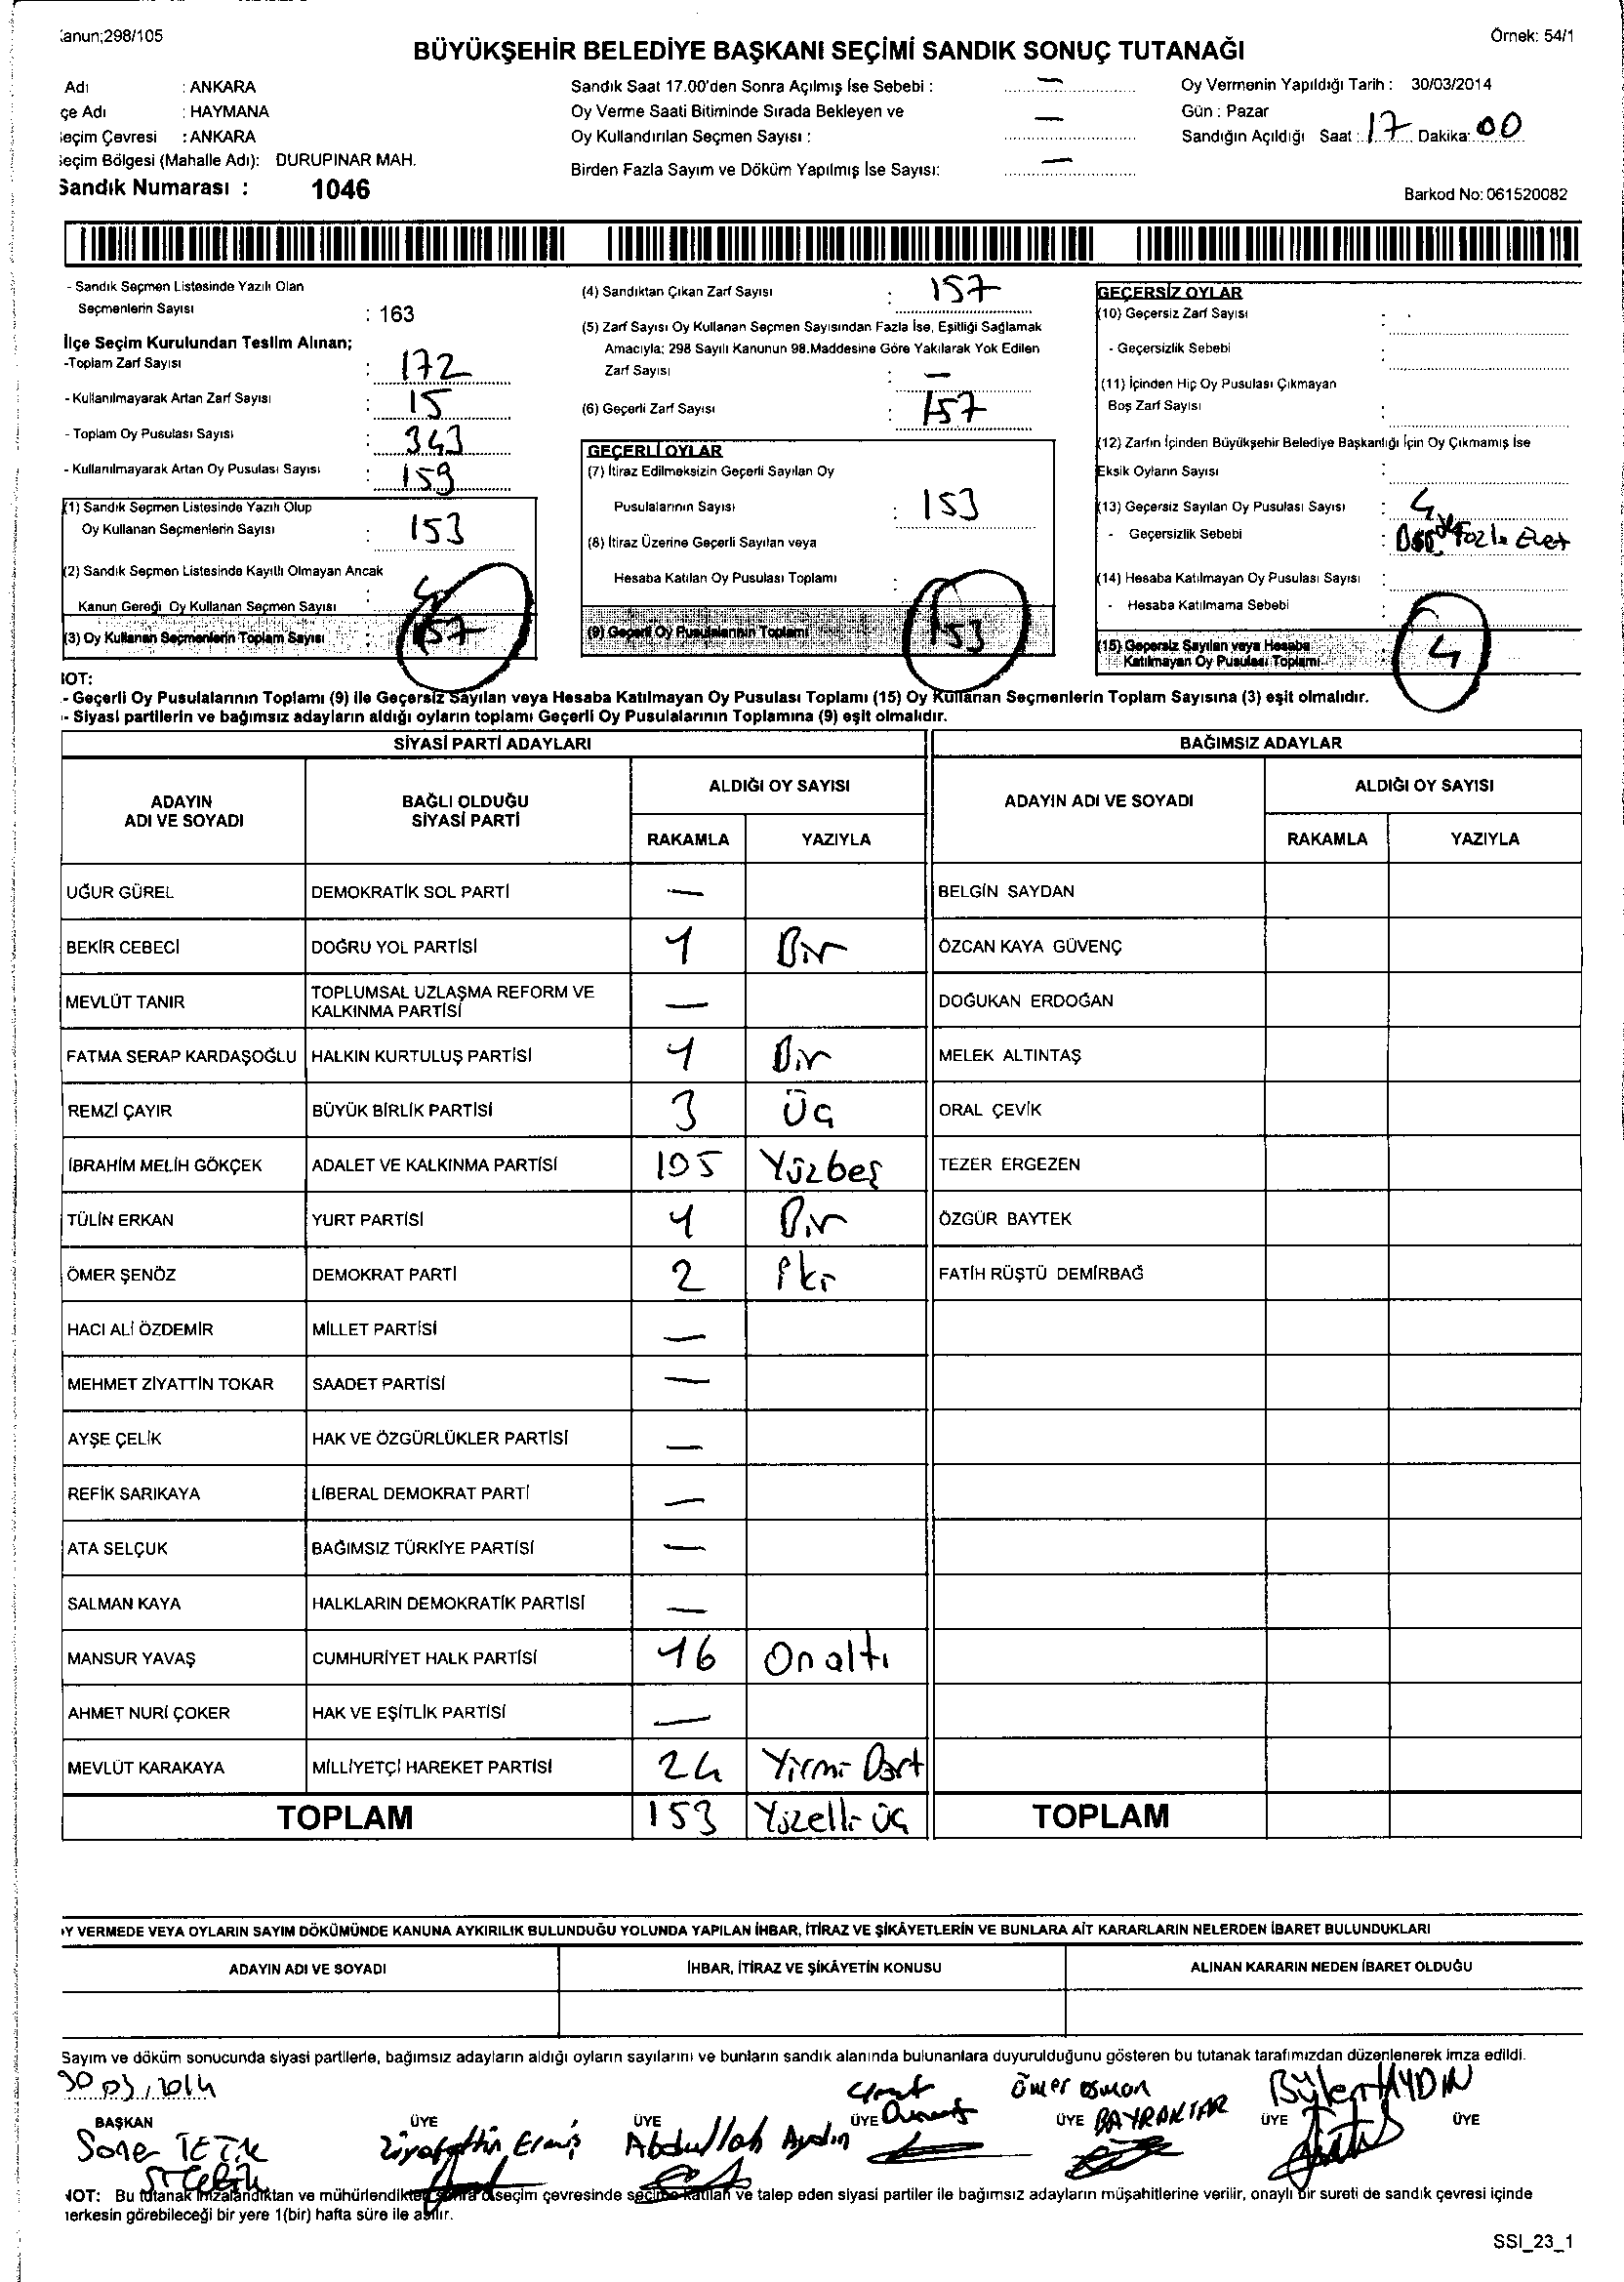 anun;298/105
Örnek: 54/1
BÜYÜKŞEHİR BELEDİYE BAŞKANI SEÇİMİ SANDIK SONUÇ TUTANAĞI
Adı : ANKARA
çe Adı : HAYMANA
eçim Çevresi : ANKARA
eçim Bölgesi (Mahalle Adı): DURUPINAR MAH.
Sandık Numarası : 1046
Sandık Saat 17.00'den Sonra Açılmış İse Sebebi : —
Oy Verme Saati Bitiminde Sırada Bekleyen ve
Oy Kullandırılan Seçmen Sayısı : —
Birden Fazla Sayım ve Döküm Yapılmış İse Sayısı: —
Oy Vermenin Yapıldığı Tarih : 30/03/2014
Gün : Pazar
Sandığın Açıldığı Saat : 17 Dakika: 00
Barkod No: 061520082
- Sandık Seçmen Listesinde Yazılı Olan
Seçmenlerin Sayısı : 163
İlçe Seçim Kurulundan Teslim Alınan;
-Toplam Zarf Sayısı : 172
- Kullanılmayarak Artan Zarf Sayısı : 15
- Toplam Oy Pusulası Sayısı : 343
- Kullanılmayarak Artan Oy Pusulası Sayısı : 159
(1) Sandık Seçmen Listesinde Yazılı Olup
Oy Kullanan Seçmenlerin Sayısı : 153
(2) Sandık Seçmen Listesinde Kayıtlı Olmayan Ancak
Kanun Gereği Oy Kullanan Seçmen Sayısı : 4
(3) Oy Kullanan Seçmenlerin Toplam Sayısı : 157
(4) Sandıktan Çıkan Zarf Sayısı : 157
(5) Zarf Sayısı Oy Kullanan Seçmen Sayısından Fazla İse, Eşitliği Sağlamak
Amacıyla; 298 Sayılı Kanunun 98.Maddesine Göre Yakılarak Yok Edilen
Zarf Sayısı : —
(6) Geçerli Zarf Sayısı : 157
GEÇERLİ OYLAR
(7) İtiraz Edilmeksizin Geçerli Sayılan Oy
Pusulalarının Sayısı : 153
(8) İtiraz Üzerine Geçerli Sayılan veya
Hesaba Katılan Oy Pusulası Toplamı :
(9) Geçerli Oy Pusulalarının Toplamı 153
GEÇERSİZ OYLAR
(10) Geçersiz Zarf Sayısı :
- Geçersizlik Sebebi :
(11) İçinden Hiç Oy Pusulası Çıkmayan
Boş Zarf Sayısı :
(12) Zarfın İçinden Büyükşehir Belediye Başkanlığı İçin Oy Çıkmamış İse
Eksik Oyların Sayısı :
(13) Geçersiz Sayılan Oy Pusulası Sayısı : 4
- Geçersizlik Sebebi : Fazla Evet
(14) Hesaba Katılmayan Oy Pusulası Sayısı :
- Hesaba Katılmama Sebebi :
(15) Geçersiz Sayılan veya Hesaba
Katılmayan Oy Pusulası Toplamı : 4
NOT:
- Geçerli Oy Pusulalarının Toplamı (9) ile Geçersiz Sayılan veya Hesaba Katılmayan Oy Pusulası Toplamı (15) Oy Kullanan Seçmenlerin Toplam Sayısına (3) eşit olmalıdır.
- Siyasi partilerin ve bağımsız adayların aldığı oyların toplamı Geçerli Oy Pusulalarının Toplamına (9) eşit olmalıdır.
SİYASİ PARTİ ADAYLARI
BAĞIMSIZ ADAYLAR
ADAYIN ADI VE SOYADI
BAĞLI OLDUĞU SİYASİ PARTİ
ALDIĞI OY SAYISI
RAKAMLA YAZIYLA
ADAYIN ADI VE SOYADI
ALDIĞI OY SAYISI
RAKAMLA YAZIYLA
UĞUR GÜREL DEMOKRATİK SOL PARTİ — BELGİN SAYDAN
BEKİR CEBECİ DOĞRU YOL PARTİSİ 1 Bir ÖZCAN KAYA GÜVENÇ
MEVLÜT TANIR TOPLUMSAL UZLAŞMA REFORM VE KALKINMA PARTİSİ — DOĞUKAN ERDOĞAN
FATMA SERAP KARDAŞOĞLU HALKIN KURTULUŞ PARTİSİ 1 Bir MELEK ALTINTAŞ
REMZİ ÇAYIR BÜYÜK BİRLİK PARTİSİ 3 Üç ORAL ÇEVİK
İBRAHİM MELİH GÖKÇEK ADALET VE KALKINMA PARTİSİ 105 Yüzbeş TEZER ERGEZEN
TÜLİN ERKAN YURT PARTİSİ 1 Bir ÖZGÜR BAYTEK
ÖMER ŞENÖZ DEMOKRAT PARTİ 2 İki FATİH RÜŞTÜ DEMİRBAĞ
HACI ALİ ÖZDEMİR MİLLET PARTİSİ —
MEHMET ZİYATTİN TOKAR SAADET PARTİSİ —
AYŞE ÇELİK HAK VE ÖZGÜRLÜKLER PARTİSİ —
REFİK SARIKAYA LİBERAL DEMOKRAT PARTİ —
ATA SELÇUK BAĞIMSIZ TÜRKİYE PARTİSİ —
SALMAN KAYA HALKLARIN DEMOKRATİK PARTİSİ —
MANSUR YAVAŞ CUMHURİYET HALK PARTİSİ 16 Onaltı
AHMET NURİ ÇOKER HAK VE EŞİTLİK PARTİSİ —
MEVLÜT KARAKAYA MİLLİYETÇİ HAREKET PARTİSİ 24 Yirmi Dört
TOPLAM 153 Yüzelli üç TOPLAM
Y VERMEDE VEYA OYLARIN SAYIM DÖKÜMÜNDE KANUNA AYKIRILIK BULUNDUĞU YOLUNDA YAPILAN İHBAR, İTİRAZ VE ŞİKÂYETLERİN VE BUNLARA AİT KARARLARIN NELERDEN İBARET BULUNDUKLARI
ADAYIN ADI VE SOYADI İHBAR, İTİRAZ VE ŞİKÂYETİN KONUSU ALINAN KARARIN NEDEN İBARET OLDUĞU
Sayım ve döküm sonucunda siyasi partilerle, bağımsız adayların aldığı oyların sayılarını ve bunların sandık alanında bulunanlara duyurulduğunu gösteren bu tutanak tarafımızdan düzenlenerek imza edildi.
30.03.2014
BAŞKAN ÜYE ÜYE ÜYE ÜYE ÜYE ÜYE
Abdullah Aydın
Ömer Osman BAYRAKTAR
AYDIN
NOT: Bu tutanak imzalandıktan ve mühürlendikten sonra o seçim çevresinde seçime katılan ve talep eden siyasi partiler ile bağımsız adayların müşahitlerine verilir, onaylı bir sureti de sandık çevresi içinde
herkesin görebileceği bir yere 1(bir) hafta süre ile asılır.
SSI_23_1